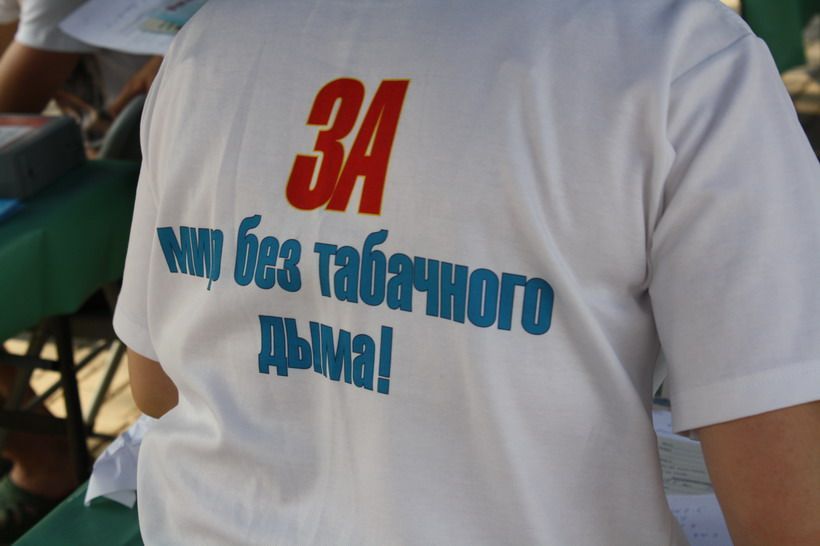 ЗА
мир без табачного
дыма!